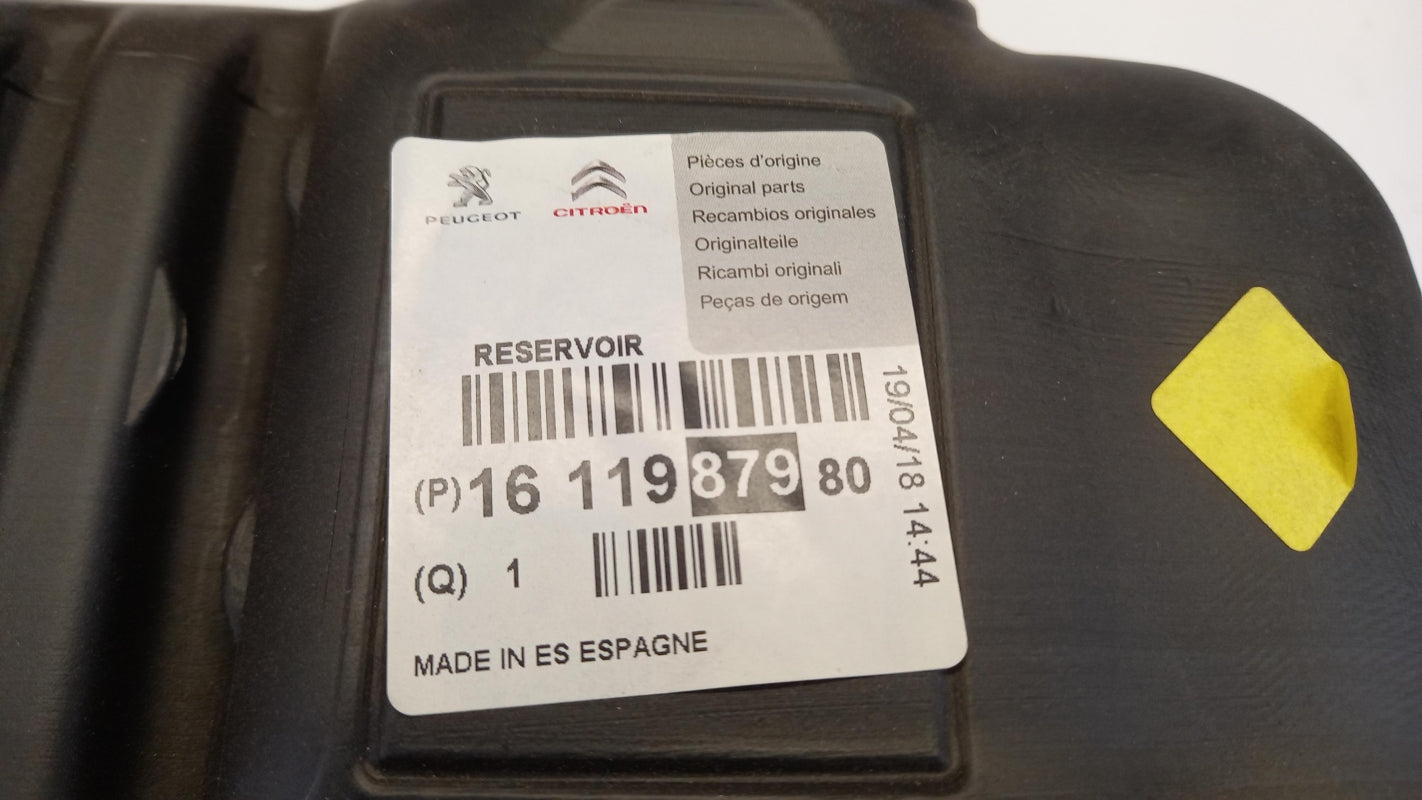 PEUGEOT
CITROËN
Pièces d'origine
Original parts
Recambios originales
Originalteile
Ricambi originali
Peças de origem
RESERVOIR
(P) 16 119 879 80
19/04/18 14:44
(Q) 1
MADE IN ES ESPAGNE